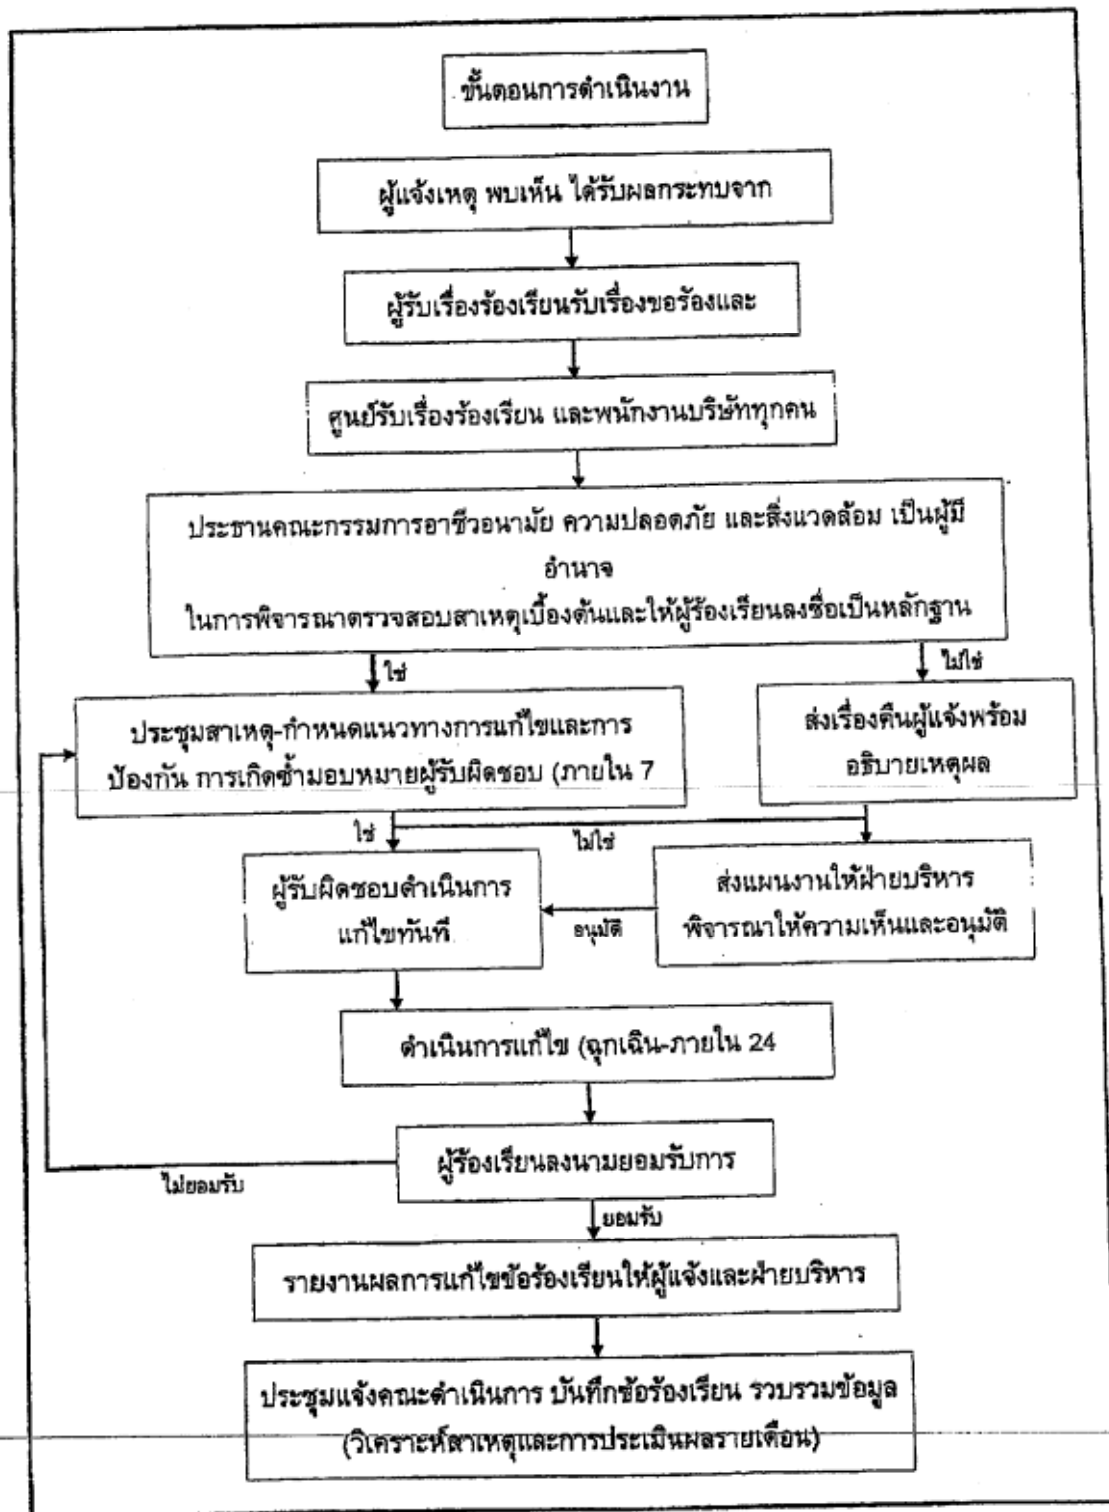 ขั้นตอนการดำเนินงาน
ผู้แจ้งเหตุ พบเห็น ได้รับผลกระทบจาก
ผู้รับเรื่องร้องเรียนรับเรื่องขอร้องและ
ศูนย์รับเรื่องร้องเรียน และพนักงานบริษัททุกคน
ประธานคณะกรรมการอาชีวอนามัย ความปลอดภัย และสิ่งแวดล้อม เป็นผู้มี
อำนาจ
ในการพิจารณาตรวจสอบสาเหตุเบื้องต้นและให้ผู้ร้องเรียนลงชื่อเป็นหลักฐาน
ใช่
ไม่ใช่
ประชุมสาเหตุ-กำหนดแนวทางการแก้ไขและการ
ป้องกัน การเกิดซ้ำมอบหมายผู้รับผิดชอบ (ภายใน 7
ส่งเรื่องคืนผู้แจ้งพร้อม
อธิบายเหตุผล
ใช่
ไม่ใช่
ผู้รับผิดชอบดำเนินการ
แก้ไขทันที
อนุมัติ
ส่งแผนงานให้ฝ่ายบริหาร
พิจารณาให้ความเห็นและอนุมัติ
ดำเนินการแก้ไข (ฉุกเฉิน-ภายใน 24
ผู้ร้องเรียนลงนามยอมรับการ
ไม่ยอมรับ
ยอมรับ
รายงานผลการแก้ไขข้อร้องเรียนให้ผู้แจ้งและฝ่ายบริหาร
ประชุมแจ้งคณะดำเนินการ บันทึกข้อร้องเรียน รวบรวมข้อมูล
(วิเคราะห์สาเหตุและการประเมินผลรายเดือน)